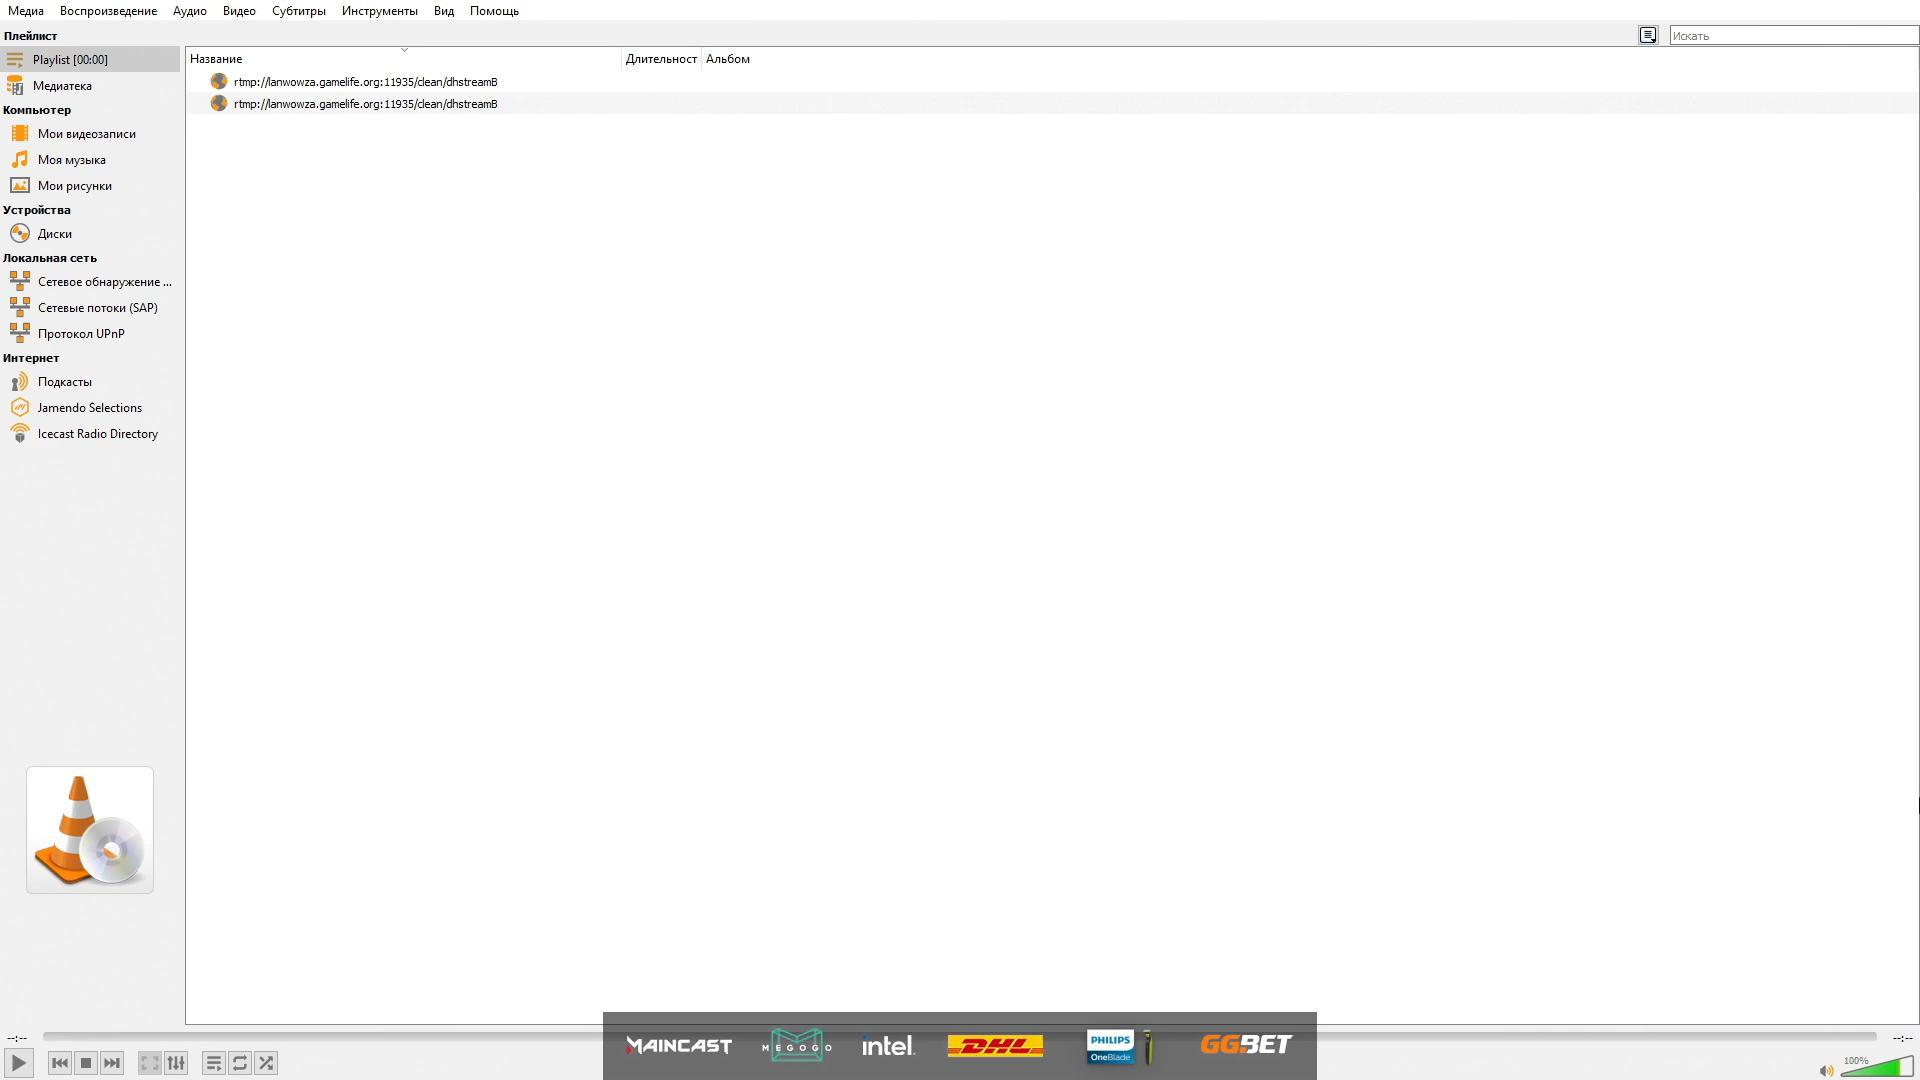 Медиа Воспроизведение Аудио Видео Субтитры Инструменты Вид Помощь
Плейлист
Искать
Playlist [00:00]
Название Длительност Альбом
rtmp://lanwowza.gamelife.org:11935/clean/dhstreamB
rtmp://lanwowza.gamelife.org:11935/clean/dhstreamB
Медиатека
Компьютер
Мои видеозаписи
Моя музыка
Мои рисунки
Устройства
Диски
Локальная сеть
Сетевое обнаружение ...
Сетевые потоки (SAP)
Протокол UPnP
Интернет
Подкасты
Jamendo Selections
Icecast Radio Directory
--:-- --:--
MAINCAST MEGOGO intel. DHL PHILIPS OneBlade GG.BET
100%